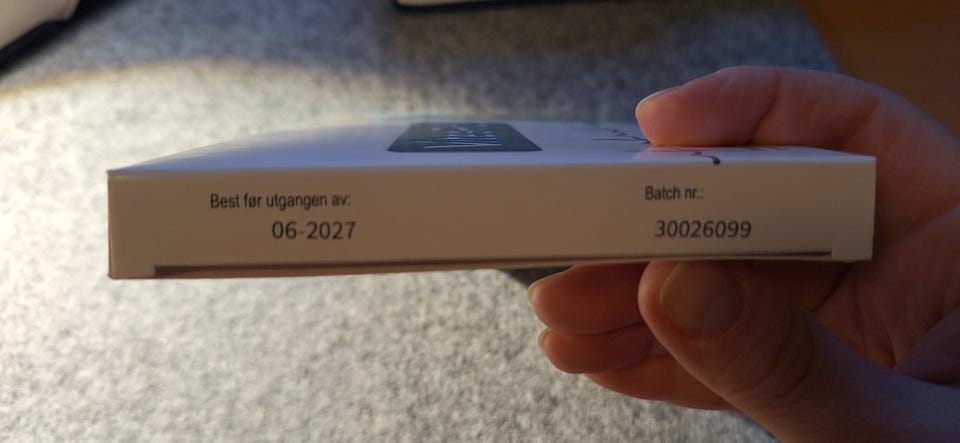 Best før utgangen av:
06-2027
Batch nr.:
30026099